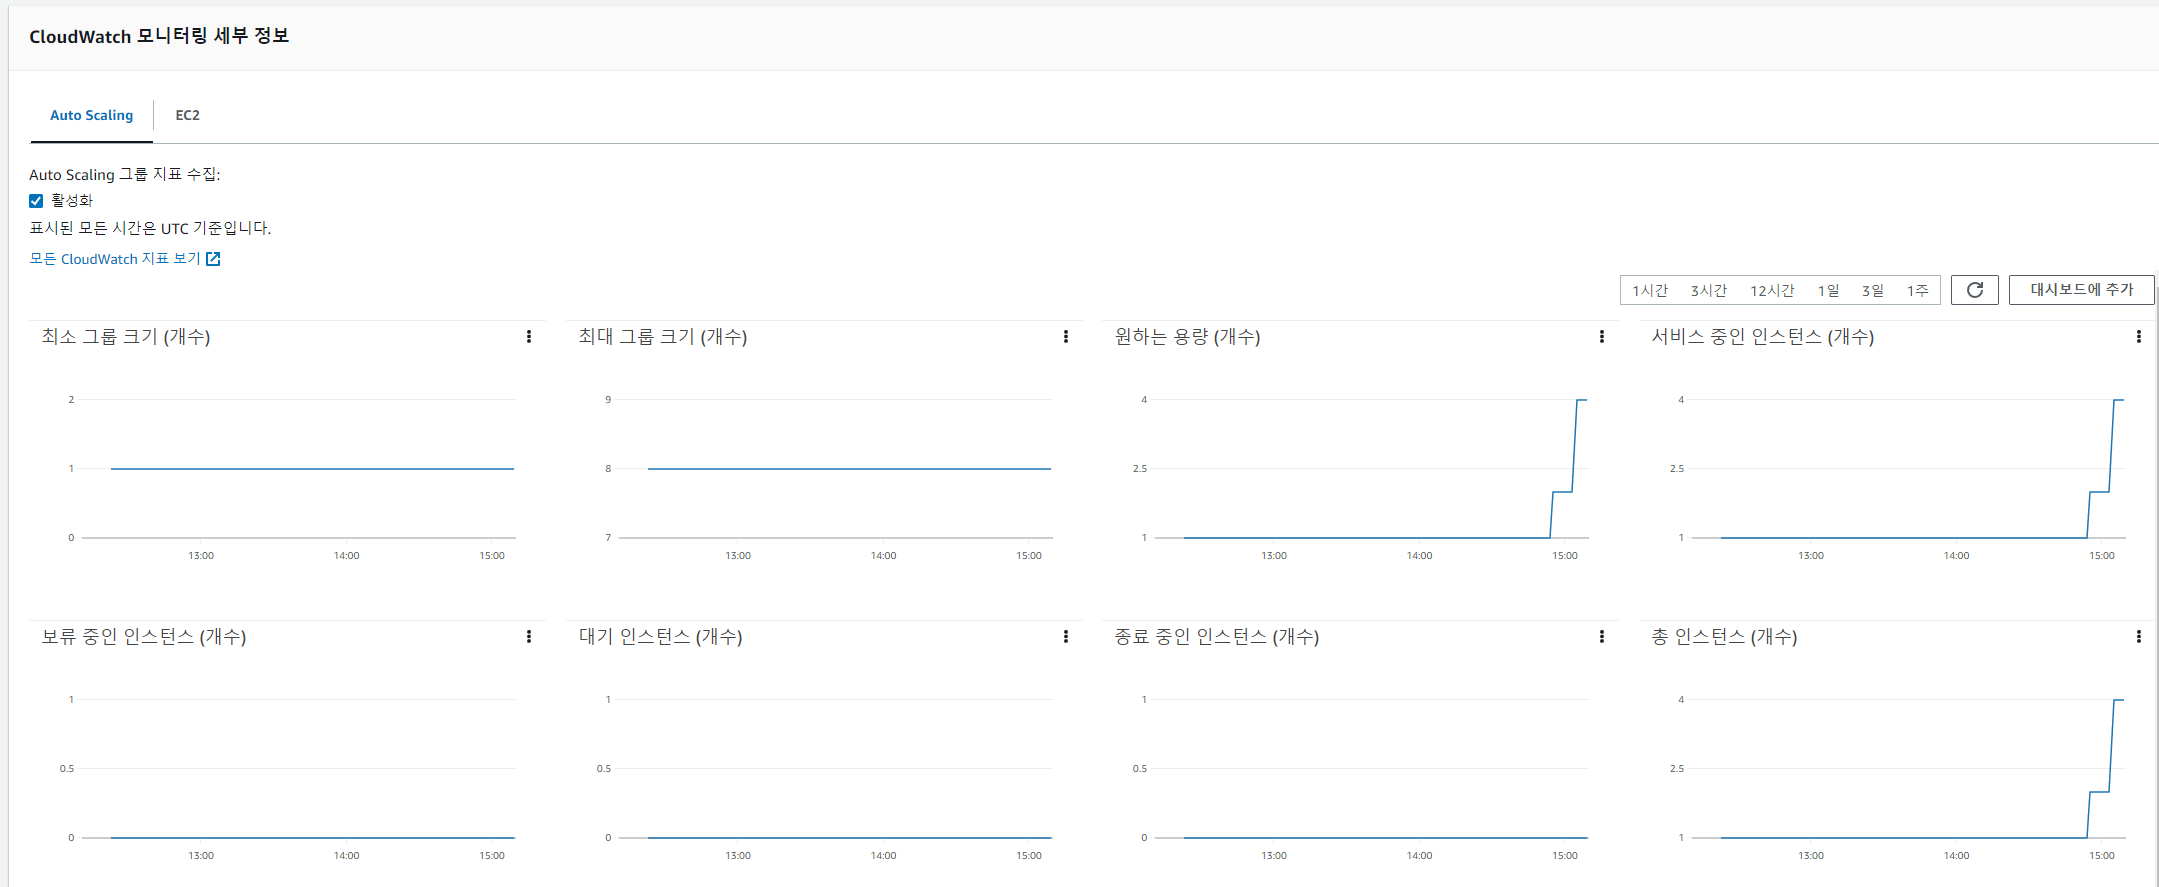 CloudWatch 모니터링 세부 정보
Auto Scaling
EC2
Auto Scaling 그룹 지표 수집:
활성화
표시된 모든 시간은 UTC 기준입니다.
모든 CloudWatch 지표 보기
1시간 3시간 12시간 1일 3일 1주
대시보드에 추가
최소 그룹 크기 (개수)
2
1
0
13:00 14:00 15:00
최대 그룹 크기 (개수)
9
8
7
13:00 14:00 15:00
원하는 용량 (개수)
4
2.5
1
13:00 14:00 15:00
서비스 중인 인스턴스 (개수)
4
2.5
1
13:00 14:00 15:00
보류 중인 인스턴스 (개수)
1
0.5
0
13:00 14:00 15:00
대기 인스턴스 (개수)
1
0.5
0
13:00 14:00 15:00
종료 중인 인스턴스 (개수)
1
0.5
0
13:00 14:00 15:00
총 인스턴스 (개수)
4
2.5
1
13:00 14:00 15:00